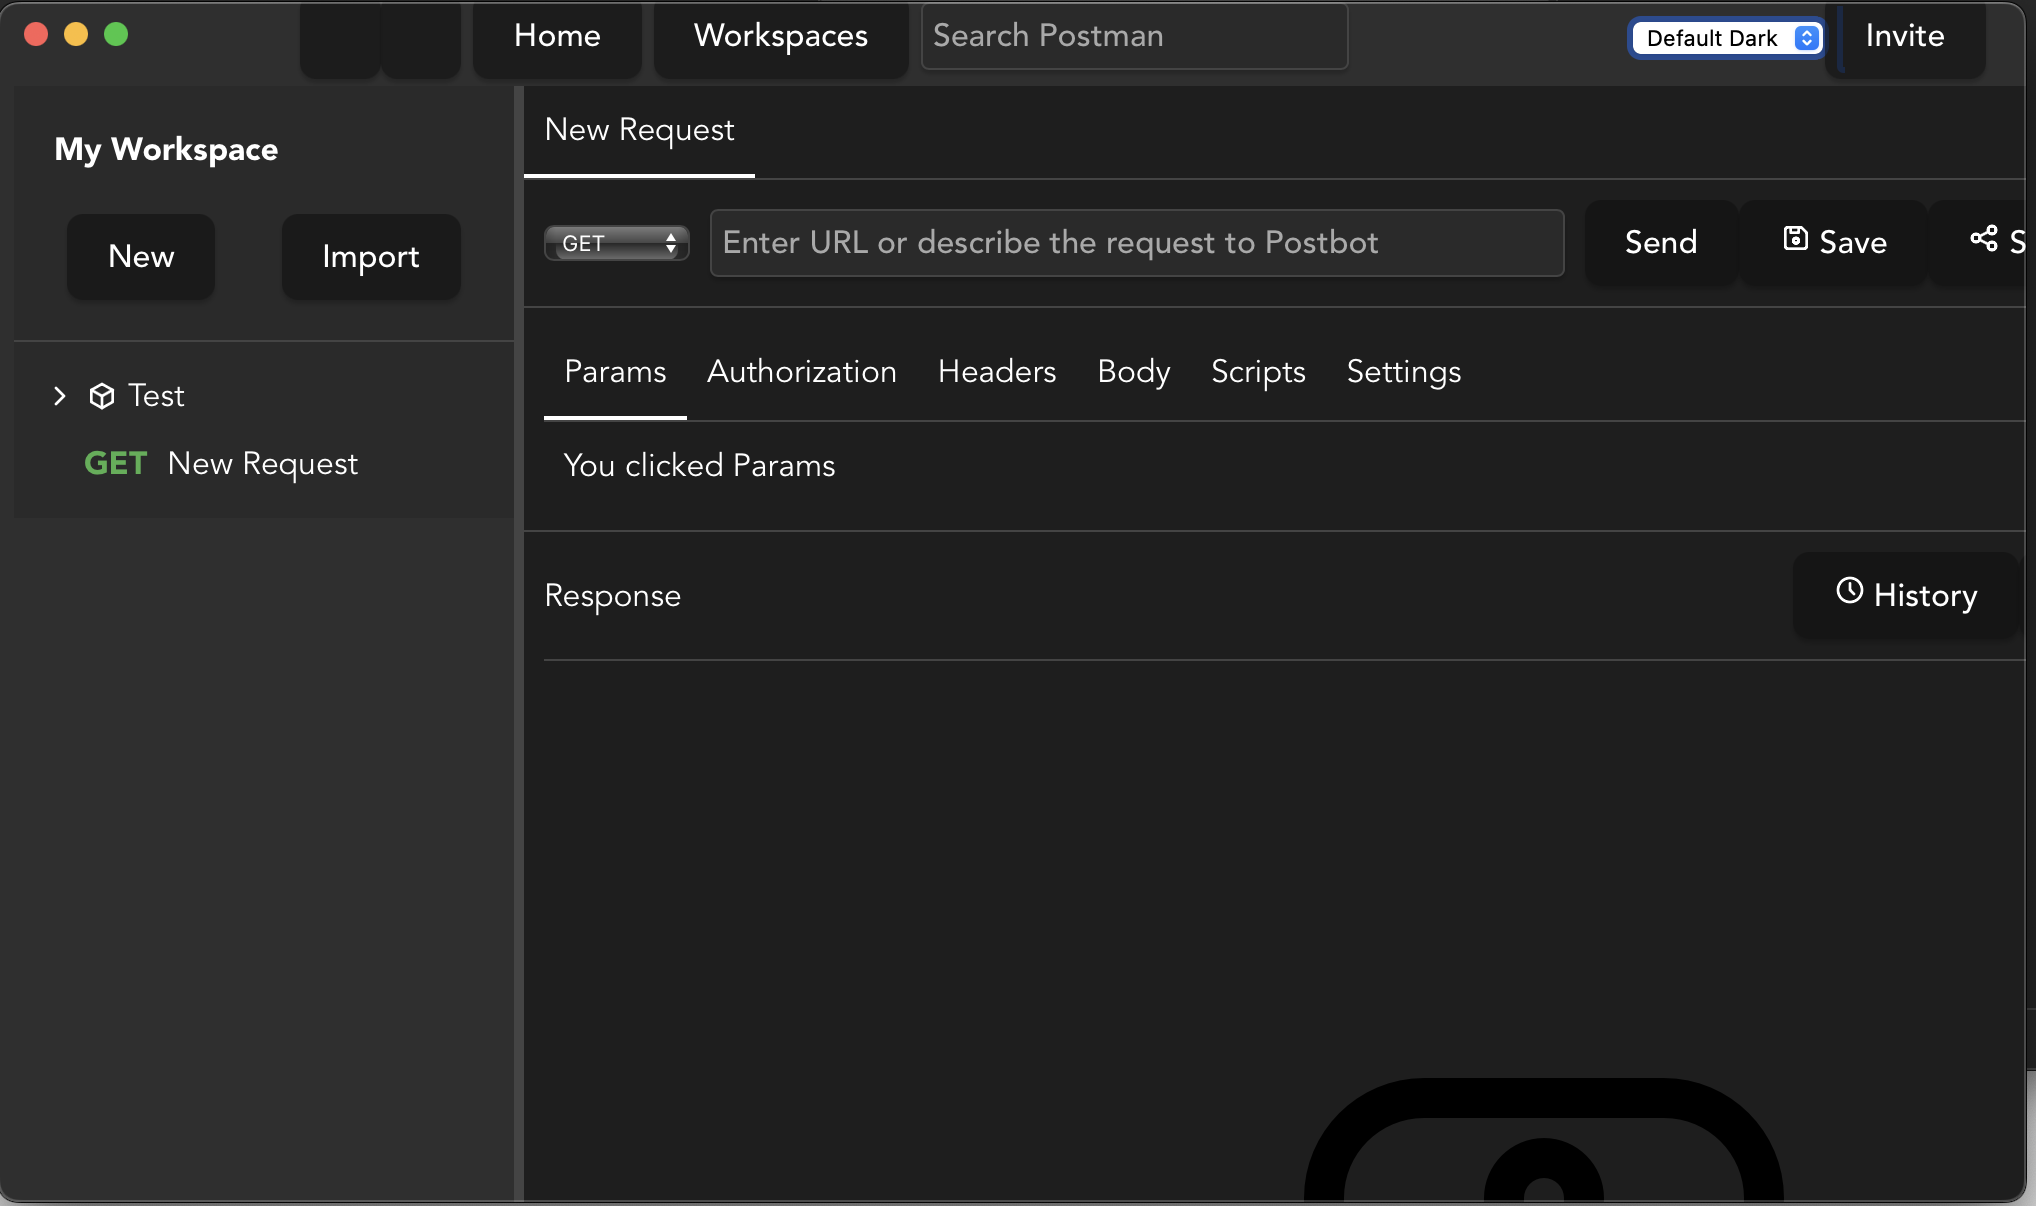 Home
Workspaces
Search Postman
Default Dark
Invite
My Workspace
New
Import
Test
GET New Request
New Request
GET
Enter URL or describe the request to Postbot
Send
Save
S
Params
Authorization
Headers
Body
Scripts
Settings
You clicked Params
Response
History